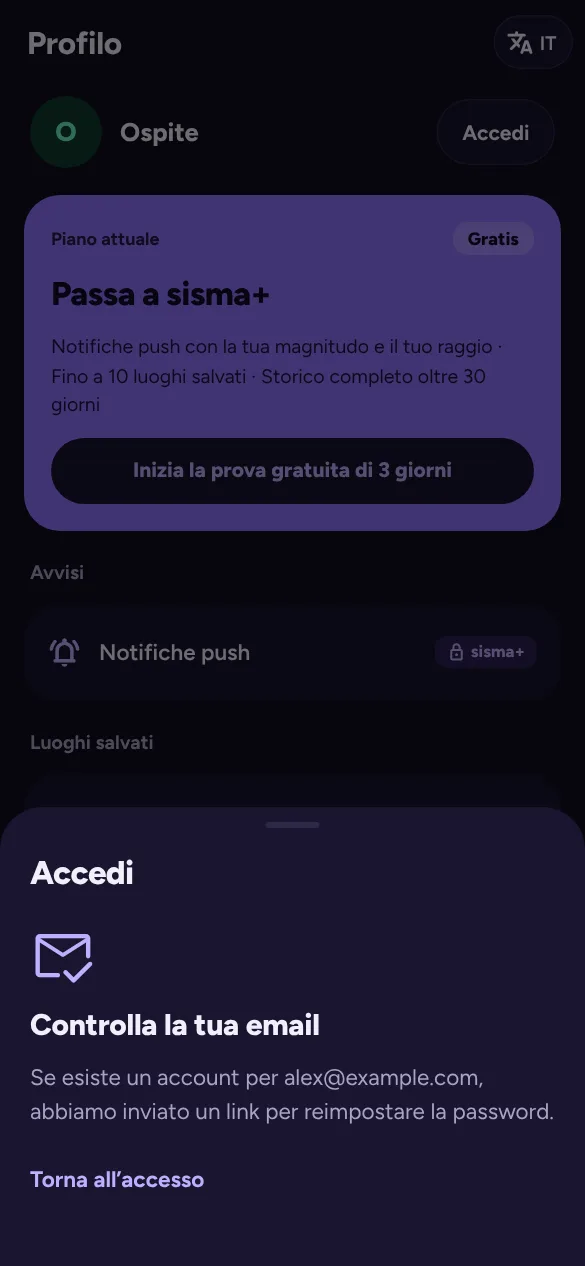 Profilo
IT
O
Ospite
Accedi
Piano attuale
Gratis
Passa a sisma+
Notifiche push con la tua magnitudo e il tuo raggio ·
Fino a 10 luoghi salvati · Storico completo oltre 30
giorni
Inizia la prova gratuita di 3 giorni
Avvisi
Notifiche push
sisma+
Luoghi salvati
Accedi
Controlla la tua email
Se esiste un account per alex@example.com,
abbiamo inviato un link per reimpostare la password.
Torna all’accesso